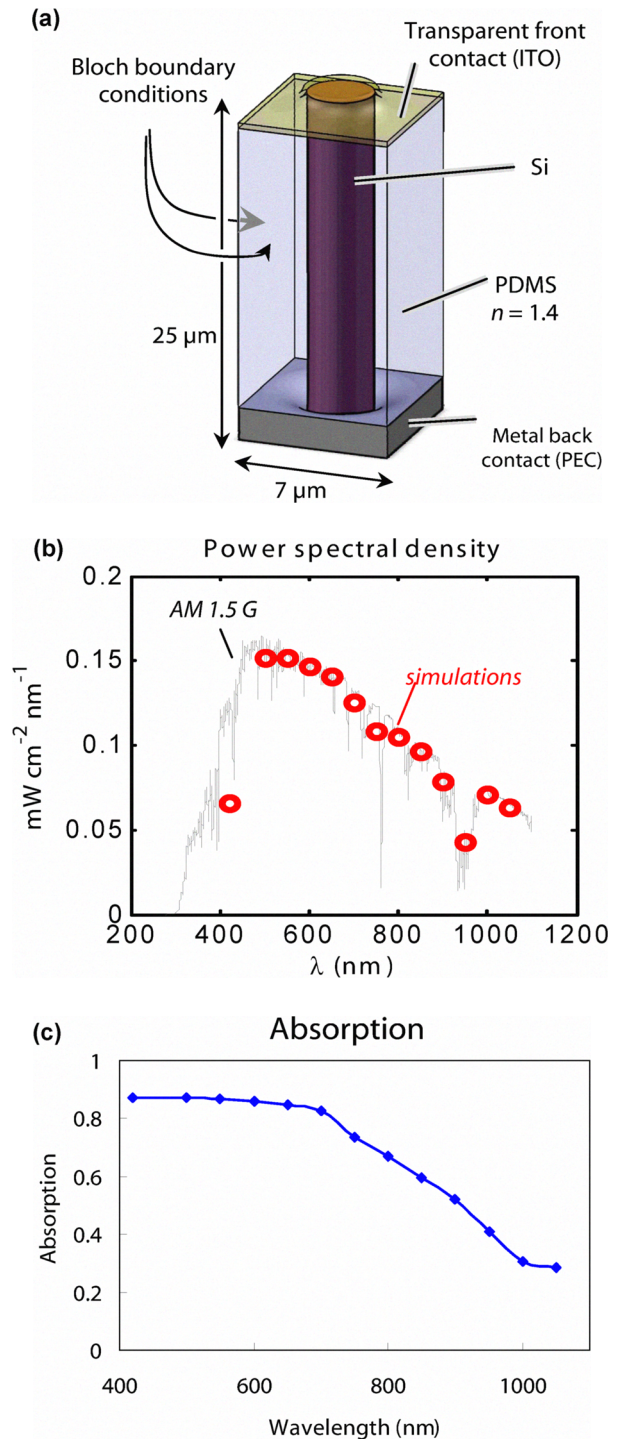 (a)
Transparent front
contact (ITO)
Bloch boundary
conditions
Si
PDMS
n = 1.4
25 µm
Metal back
contact (PEC)
7 µm
(b)
Power spectral density
0.2
AM 1.5 G
0.15
simulations
mW cm⁻² nm⁻¹
0.1
0.05
0
200 400 600 800 1000 1200
λ (nm)
(c)
Absorption
1
0.8
0.6
Absorption
0.4
0.2
0
400 600 800 1000
Wavelength (nm)